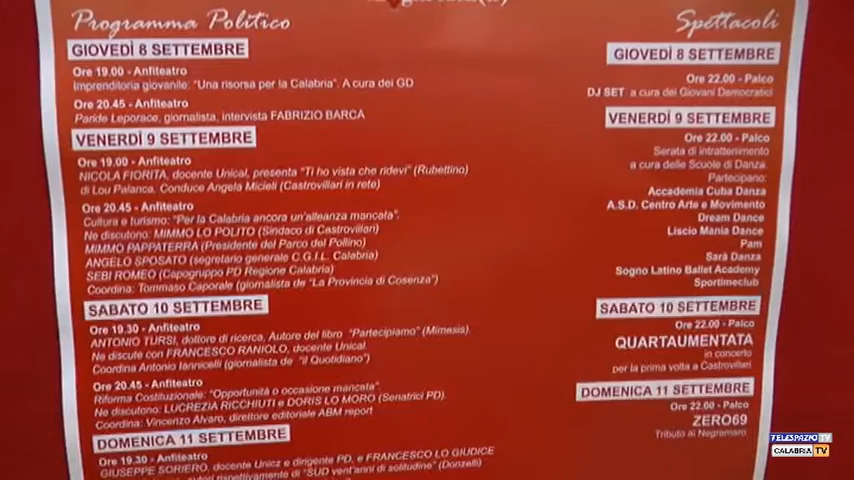 Programma Politico
GIOVEDÌ 8 SETTEMBRE
Ore 19.00 - Anfiteatro
Imprenditoria giovanile: "Una risorsa per la Calabria". A cura dei GD
Ore 20.45 - Anfiteatro
Paride Leporace, giornalista, intervista FABRIZIO BARCA
VENERDÌ 9 SETTEMBRE
Ore 19.00 - Anfiteatro
NICOLA FIORITA, docente Unical, presenta "Ti ho vista che ridevi" (Rubettino)
di Lou Palanca. Conduce Angela Micieli (Castrovillari in rete)
Ore 20.45 - Anfiteatro
Cultura e turismo: "Per la Calabria ancora un'alleanza mancata".
Ne discutono: MIMMO LO POLITO (Sindaco di Castrovillari)
MIMMO PAPPATERRA (Presidente del Parco del Pollino)
ANGELO SPOSATO (segretario generale C.G.I.L. Calabria)
SEBI ROMEO (Capogruppo PD Regione Calabria)
Coordina: Tommaso Caporale (giornalista de "La Provincia di Cosenza")
SABATO 10 SETTEMBRE
Ore 19.30 - Anfiteatro
ANTONIO TURSI, dottore di ricerca, Autore del libro "Partecipiamo" (Mimesis).
Ne discute con FRANCESCO RANIOLO, docente Unical.
Coordina Antonio Iannicelli (giornalista de "il Quotidiano")
Ore 20.45 - Anfiteatro
Riforma Costituzionale: "Opportunità o occasione mancata".
Ne discutono: LUCREZIA RICCHIUTI e DORIS LO MORO (Senatrici PD).
Coordina: Vincenzo Alvaro, direttore editoriale ABM report
DOMENICA 11 SETTEMBRE
Ore 19.30 - Anfiteatro
GIUSEPPE SORIERO, docente Unicz e dirigente PD, e FRANCESCO LO GIUDICE
autori rispettivamente di "SUD vent'anni di solitudine" (Donzelli)
Spettacoli
GIOVEDÌ 8 SETTEMBRE
Ore 22.00 - Palco
DJ SET a cura dei Giovani Democratici
VENERDÌ 9 SETTEMBRE
Ore 22.00 - Palco
Serata di intrattenimento
a cura delle Scuole di Danza.
Partecipano:
Accademia Cuba Danza
A.S.D. Centro Arte e Movimento
Dream Dance
Liscio Mania Dance
Pam
Sarà Danza
Sogno Latino Ballet Academy
Sportimeclub
SABATO 10 SETTEMBRE
Ore 22.00 - Palco
QUARTAUMENTATA
in concerto
per la prima volta a Castrovillari
DOMENICA 11 SETTEMBRE
Ore 22.00 - Palco
ZERO69
Tributo ai Negramaro
TELESPAZIO TV
CALABRIA TV